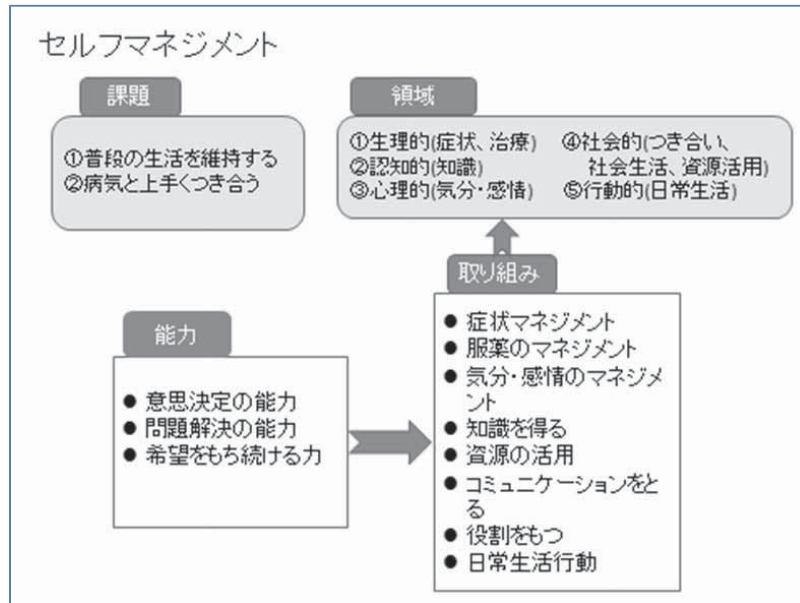 セルフマネジメント
課題
①普段の生活を維持する
②病気と上手くつき合う
領域
①生理的(症状、治療)
②認知的(知識)
③心理的(気分・感情)
④社会的(つき合い、
社会生活、資源活用)
⑤行動的(日常生活)
取り組み
● 症状マネジメント
● 服薬のマネジメント
● 気分・感情のマネジメ
ント
● 知識を得る
● 資源の活用
● コミュニケーションをと
る
● 役割をもつ
● 日常生活行動
能力
● 意思決定の能力
● 問題解決の能力
● 希望をもち続ける力